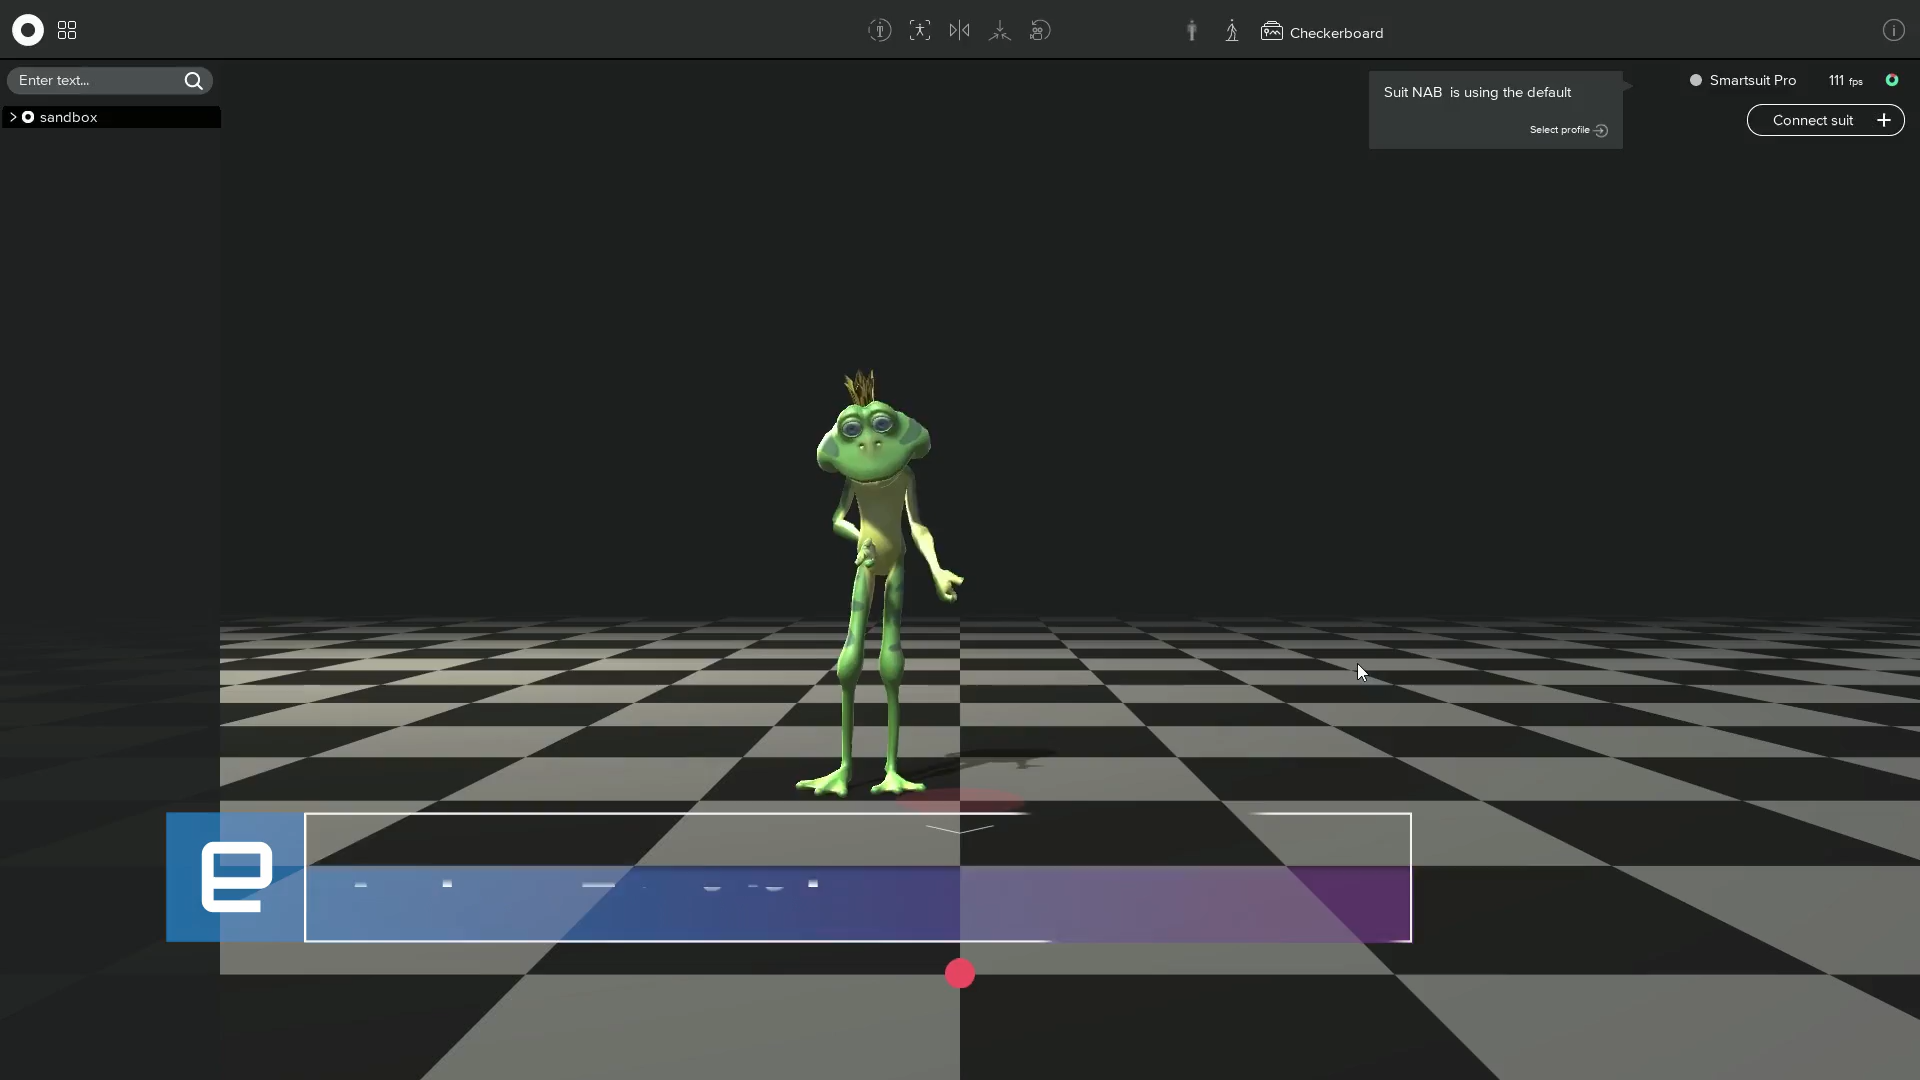 Checkerboard
Enter text...
sandbox
Suit NAB is using the default
Select profile
Smartsuit Pro
111 fps
Connect suit
e